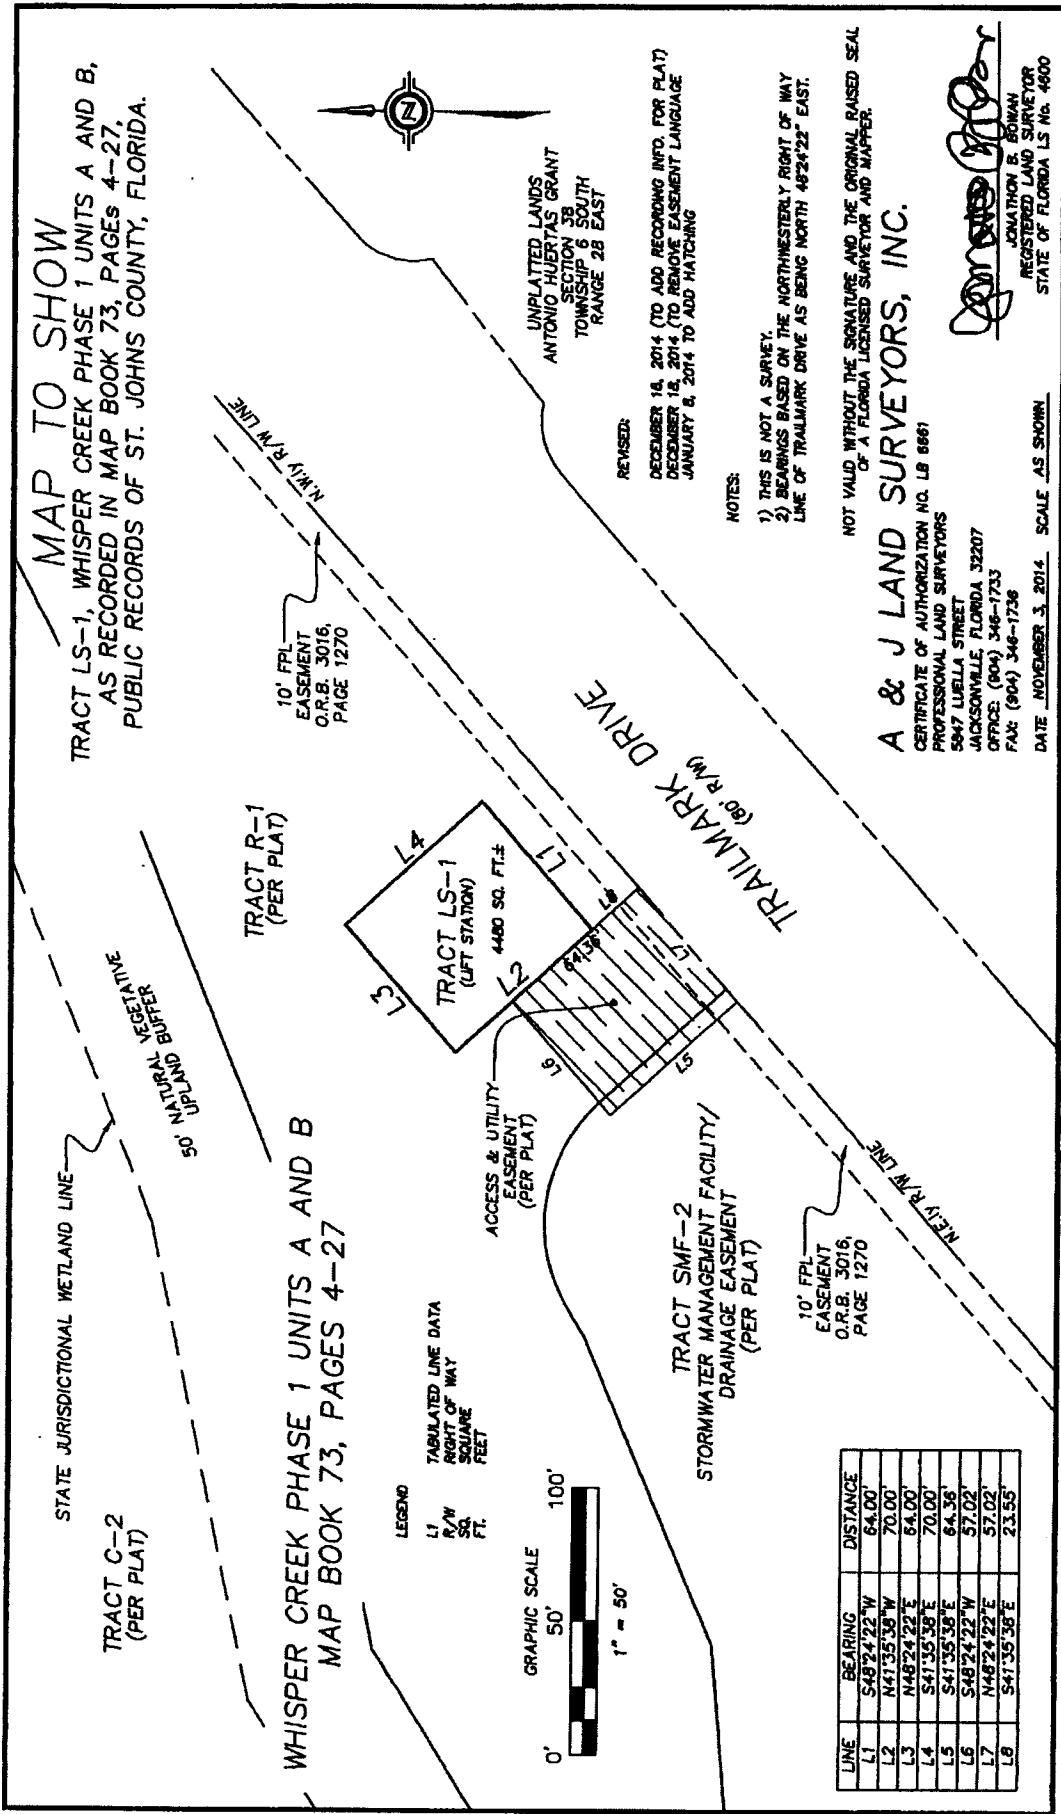 MAP TO SHOW
TRACT LS-1, WHISPER CREEK PHASE 1 UNITS A AND B,
AS RECORDED IN MAP BOOK 73, PAGEs 4-27,
PUBLIC RECORDS OF ST. JOHNS COUNTY, FLORIDA.
STATE JURISDICTIONAL WETLAND LINE
TRACT C-2
(PER PLAT)
50' NATURAL VEGETATIVE
UPLAND BUFFER
TRACT R-1
(PER PLAT)
WHISPER CREEK PHASE 1 UNITS A AND B
MAP BOOK 73, PAGES 4-27
10' FPL
EASEMENT
O.R.B. 3016,
PAGE 1270
N.W.ly R/W LINE
N
L4
L3
L1
L2
TRACT LS-1
(LIFT STATION)
4480 SQ. FT.±
64.36'
L8
L7
L6
L5
ACCESS & UTILITY
EASEMENT
(PER PLAT)
TRAILMARK DRIVE
(80' R/W)
UNPLATTED LANDS
ANTONIO HUERTAS GRANT
SECTION 38
TOWNSHIP 6 SOUTH
RANGE 28 EAST
LEGEND
L1 TABULATED LINE DATA
R/W RIGHT OF WAY
SQ. SQUARE
FT. FEET
GRAPHIC SCALE
0' 50' 100'
1" = 50'
TRACT SMF-2
STORMWATER MANAGEMENT FACILITY/
DRAINAGE EASEMENT
(PER PLAT)
10' FPL
EASEMENT
O.R.B. 3016,
PAGE 1270
N.E.ly R/W LINE
REVISED:
DECEMBER 16, 2014 (TO ADD RECORDING INFO. FOR PLAT)
DECEMBER 18, 2014 (TO REMOVE EASEMENT LANGUAGE
JANUARY 8, 2014 TO ADD HATCHING
NOTES:
1) THIS IS NOT A SURVEY.
2) BEARINGS BASED ON THE NORTHWESTERLY RIGHT OF WAY
LINE OF TRAILMARK DRIVE AS BEING NORTH 48°24'22" EAST.
NOT VALID WITHOUT THE SIGNATURE AND THE ORIGINAL RAISED SEAL
OF A FLORIDA LICENSED SURVEYOR AND MAPPER.
LINE BEARING DISTANCE
L1 S48°24'22"W 64.00'
L2 N41°35'38"W 70.00'
L3 N48°24'22"E 64.00'
L4 S41°35'38"E 70.00'
L5 S41°35'38"E 64.36'
L6 S48°24'22"W 57.02'
L7 N48°24'22"E 57.02'
L8 S41°35'38"E 23.55'
A & J LAND SURVEYORS, INC.
CERTIFICATE OF AUTHORIZATION NO. LB 6661
PROFESSIONAL LAND SURVEYORS
5847 LUELLA STREET
JACKSONVILLE, FLORIDA 32207
OFFICE: (904) 346-1733
FAX: (904) 346-1736
DATE NOVEMBER 3, 2014 SCALE AS SHOWN
JONATHON B. BOWAN
REGISTERED LAND SURVEYOR
STATE OF FLORIDA LS No. 4600